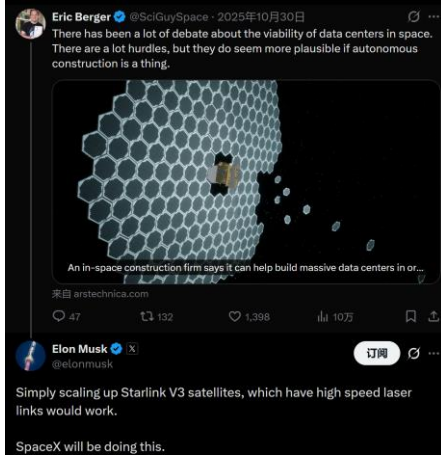 Eric Berger @SciGuySpace · 2025年10月30日
There has been a lot of debate about the viability of data centers in space.
There are a lot hurdles, but they do seem more plausible if autonomous
construction is a thing.
An in-space construction firm says it can help build massive data centers in or...
来自 arstechnica.com
47 132 1,398 10万
Elon Musk X
@elonmusk
订阅
Simply scaling up Starlink V3 satellites, which have high speed laser
links would work.
SpaceX will be doing this.